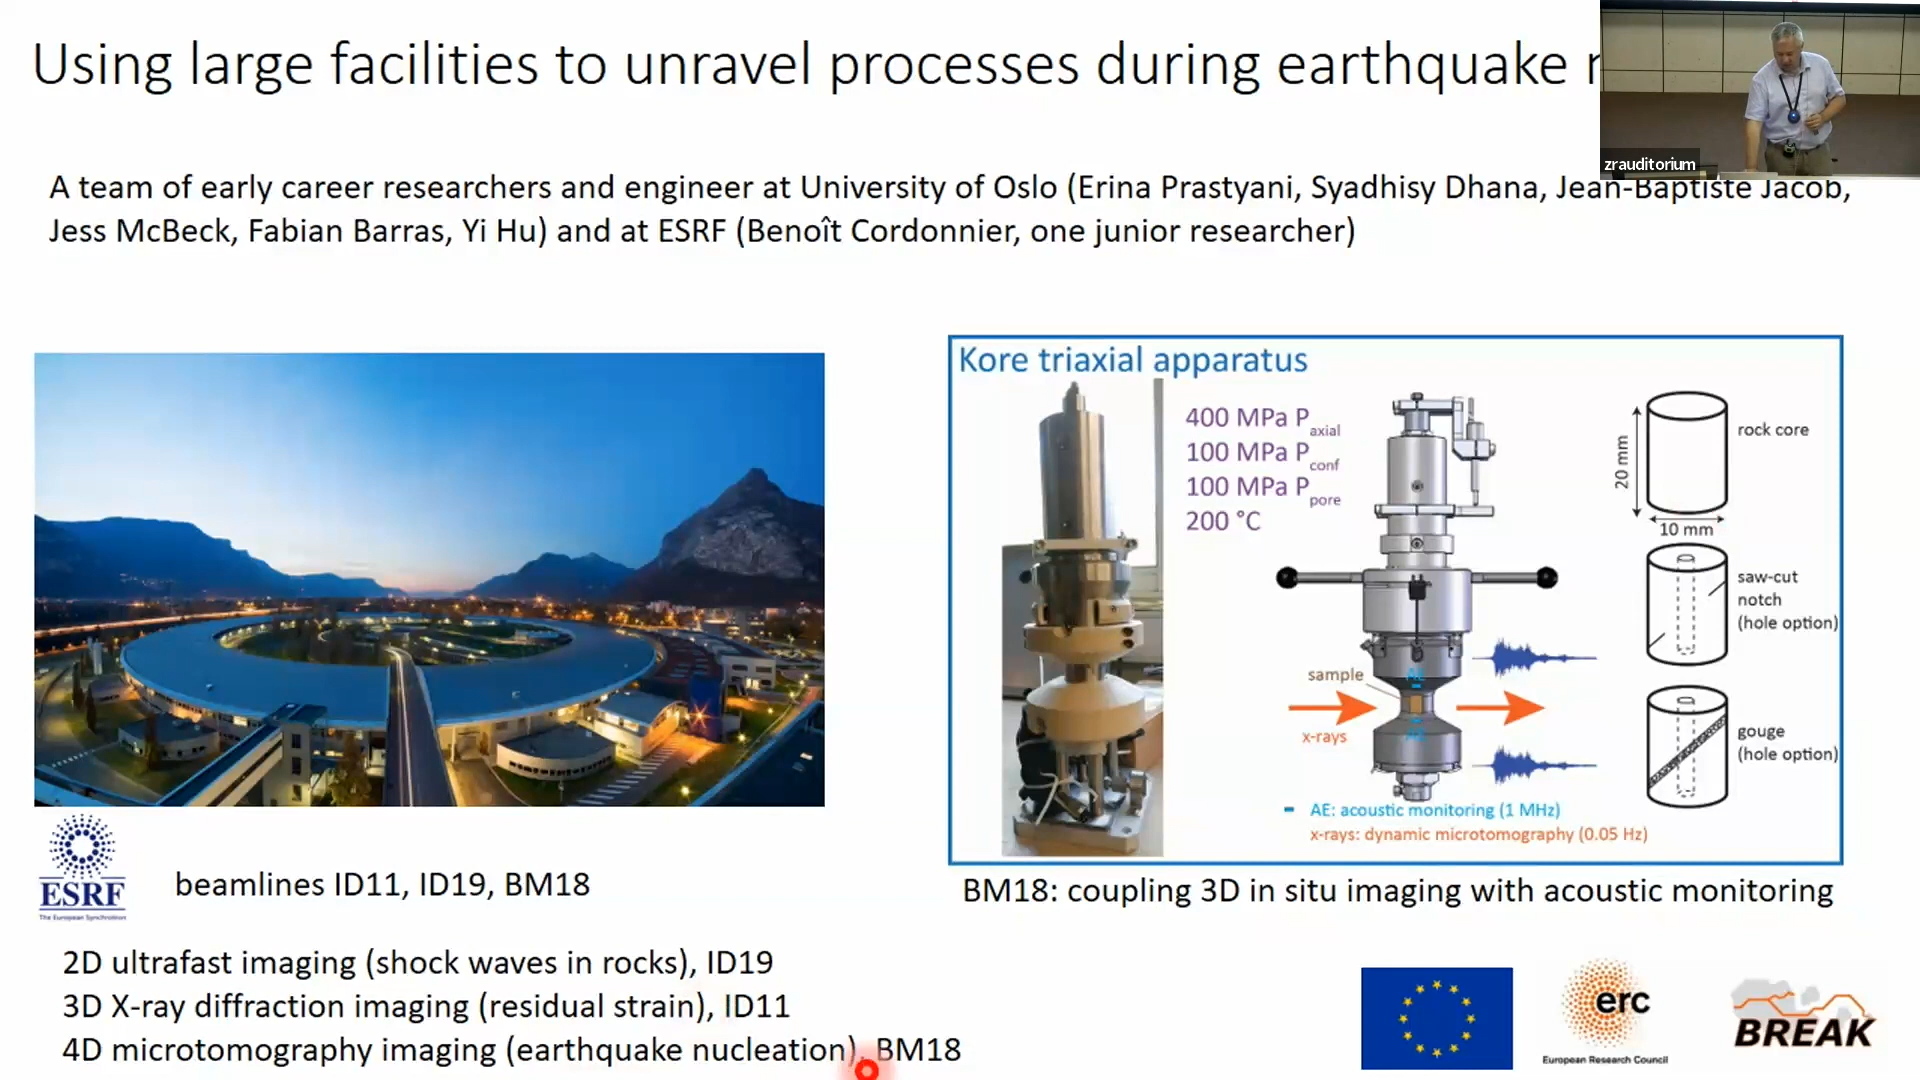 Using large facilities to unravel processes during earthquake
zrauditorium
A team of early career researchers and engineer at University of Oslo (Erina Prastyani, Syadhisy Dhana, Jean-Baptiste Jacob,
Jess McBeck, Fabian Barras, Yi Hu) and at ESRF (Benoît Cordonnier, one junior researcher)
Kore triaxial apparatus
400 MPa Paxial
100 MPa Pconf
100 MPa Ppore
200 °C
rock core
20 mm
10 mm
saw-cut
notch
(hole option)
sample
AE
x-rays
gouge
(hole option)
AE: acoustic monitoring (1 MHz)
x-rays: dynamic microtomography (0.05 Hz)
ESRF
The European Synchrotron
beamlines ID11, ID19, BM18
BM18: coupling 3D in situ imaging with acoustic monitoring
2D ultrafast imaging (shock waves in rocks), ID19
3D X-ray diffraction imaging (residual strain), ID11
4D microtomography imaging (earthquake nucleation), BM18
erc
European Research Council
BREAK